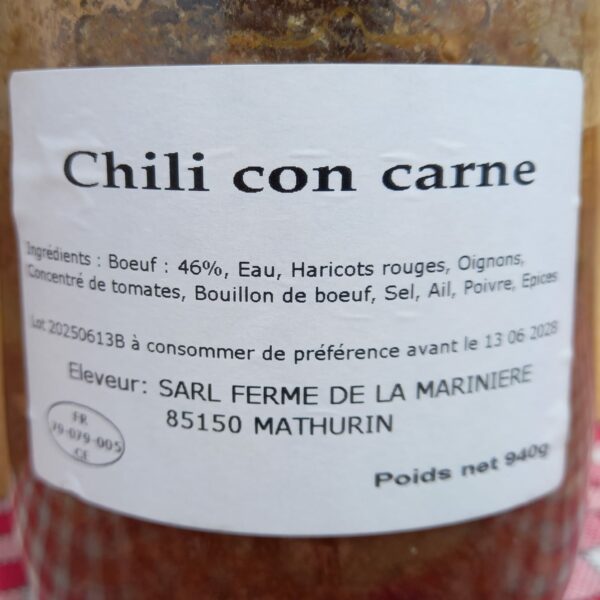 Chili con carne
Ingrédients : Boeuf : 46%, Eau, Haricots rouges, Oignons,
Concentré de tomates, Bouillon de boeuf, Sel, Ail, Poivre, Epices
Lot 20250613B à consommer de préférence avant le 13 06 2028
Eleveur: SARL FERME DE LA MARINIERE
85150 MATHURIN
FR
79-079-005
CE
Poids net 940g